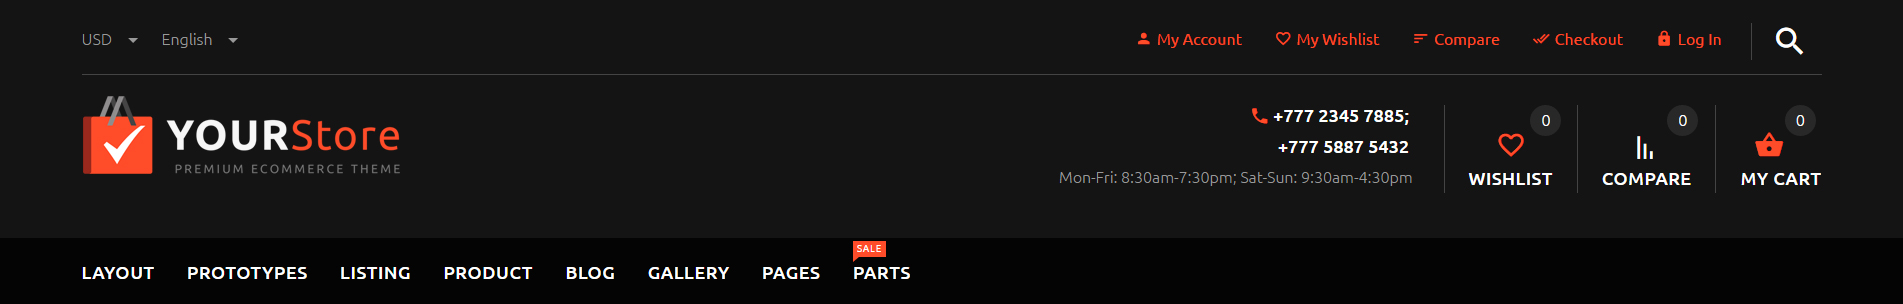 USD English My Account My Wishlist Compare Checkout Log In
YOURStore
PREMIUM ECOMMERCE THEME
+777 2345 7885;
+777 5887 5432
Mon-Fri: 8:30am-7:30pm; Sat-Sun: 9:30am-4:30pm
0
WISHLIST
0
COMPARE
0
MY CART
SALE
LAYOUT PROTOTYPES LISTING PRODUCT BLOG GALLERY PAGES PARTS